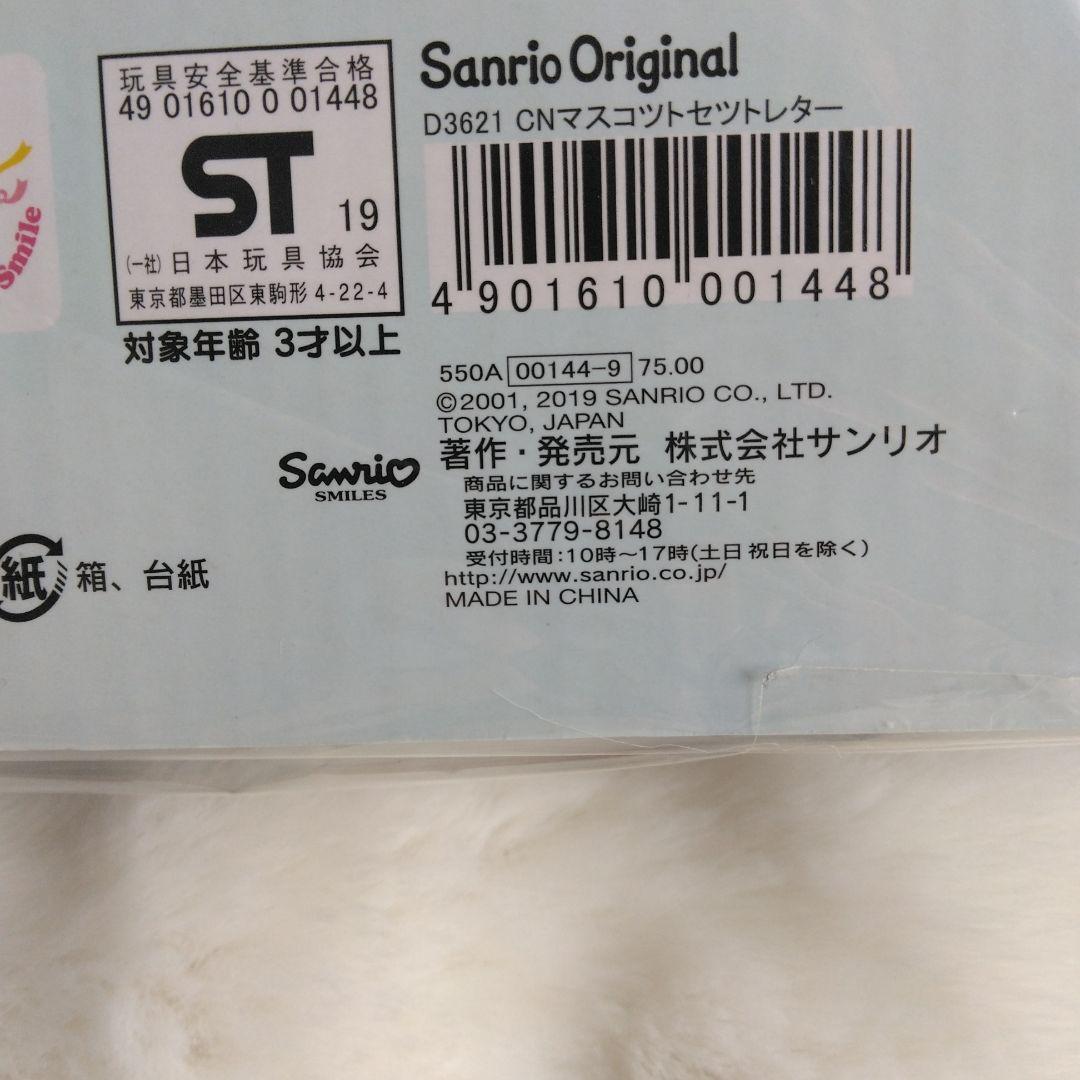 Smile
玩具安全基準合格
49 01610 0 01448
ST 19
(一社)日本玩具協会
東京都墨田区東駒形4-22-4
対象年齢 3才以上
Sanrio Original
D3621 CNマスコツトセツトレター
4 901610 001448
550A 00144-9 75.00
©2001, 2019 SANRIO CO., LTD.
TOKYO, JAPAN
著作・発売元 株式会社サンリオ
Sanrio
SMILES
商品に関するお問い合わせ先
東京都品川区大崎1-11-1
03-3779-8148
受付時間:10時〜17時(土日祝日を除く)
http://www.sanrio.co.jp/
MADE IN CHINA
紙 箱、台紙